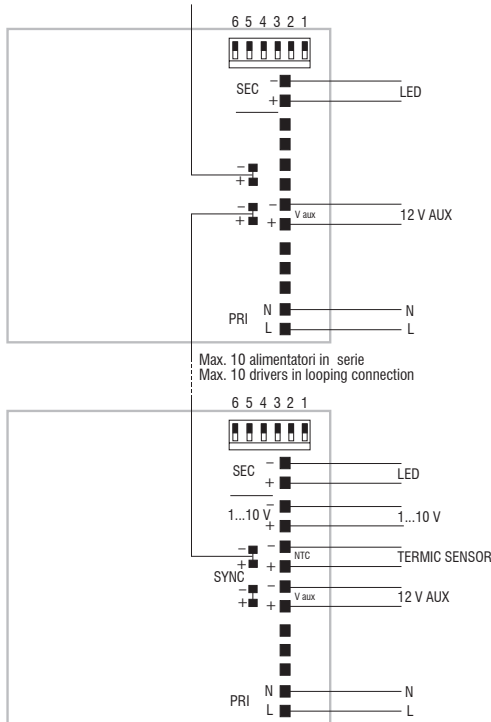 6 5 4 3 2 1
SEC
−
+
LED
−
+
−
+
−
+
V aux
12 V AUX
PRI
N
L
N
L
Max. 10 alimentatori in serie
Max. 10 drivers in looping connection
6 5 4 3 2 1
SEC
−
+
LED
1...10 V
−
+
1...10 V
−
+
SYNC
−
+
−
+
NTC
TERMIC SENSOR
−
+
V aux
12 V AUX
PRI
N
L
N
L